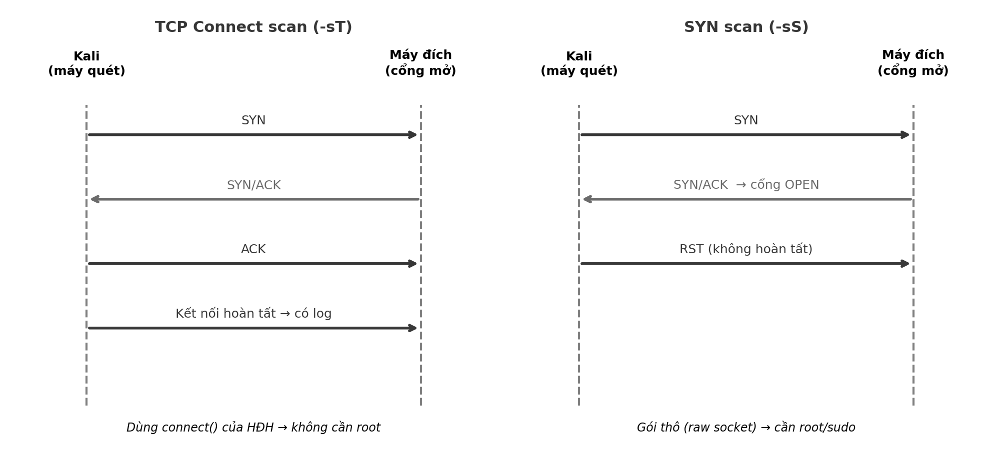 TCP Connect scan (-sT)
Kali
(máy quét)
Máy đích
(cổng mở)
SYN
SYN/ACK
ACK
Kết nối hoàn tất → có log
Dùng connect() của HĐH → không cần root
SYN scan (-sS)
Kali
(máy quét)
Máy đích
(cổng mở)
SYN
SYN/ACK → cổng OPEN
RST (không hoàn tất)
Gói thô (raw socket) → cần root/sudo